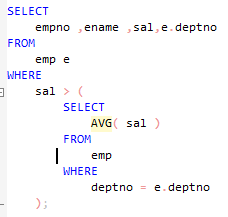 SELECT
empno ,ename ,sal,e.deptno
FROM
emp e
WHERE
sal > (
SELECT
AVG( sal )
FROM
emp
WHERE
deptno = e.deptno
);